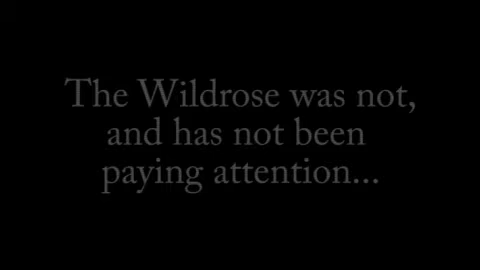 The Wildrose was not,
and has not been
paying attention...